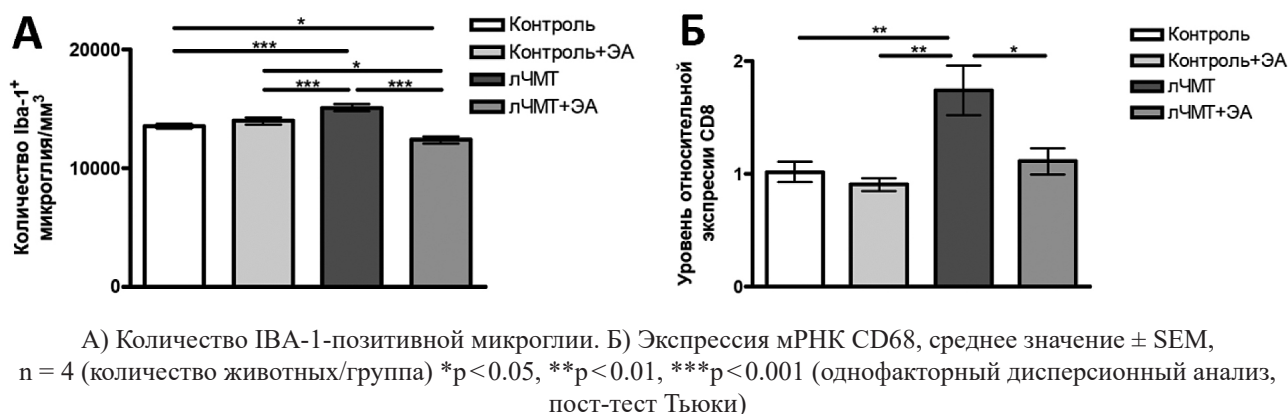 А
Количество Iba-1+
микроглия/мм3
20000
10000
0
*
***
*
***
***
Контроль
Контроль+ЭА
лЧМТ
лЧМТ+ЭА
Б
Уровень относительной
экспресии CD8
2
1
0
**
**
*
Контроль
Контроль+ЭА
лЧМТ
лЧМТ+ЭА
А) Количество IBA-1-позитивной микроглии. Б) Экспрессия мРНК CD68, среднее значение ± SEM,
n = 4 (количество животных/группа) *p<0.05, **p<0.01, ***p<0.001 (однофакторный дисперсионный анализ,
пост-тест Тьюки)